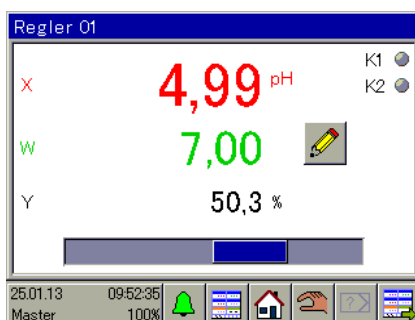 Regler 01
X 4,99 pH K1
K2
W 7,00
Y 50,3 %
25.01.13 09:52:35
Master 100%